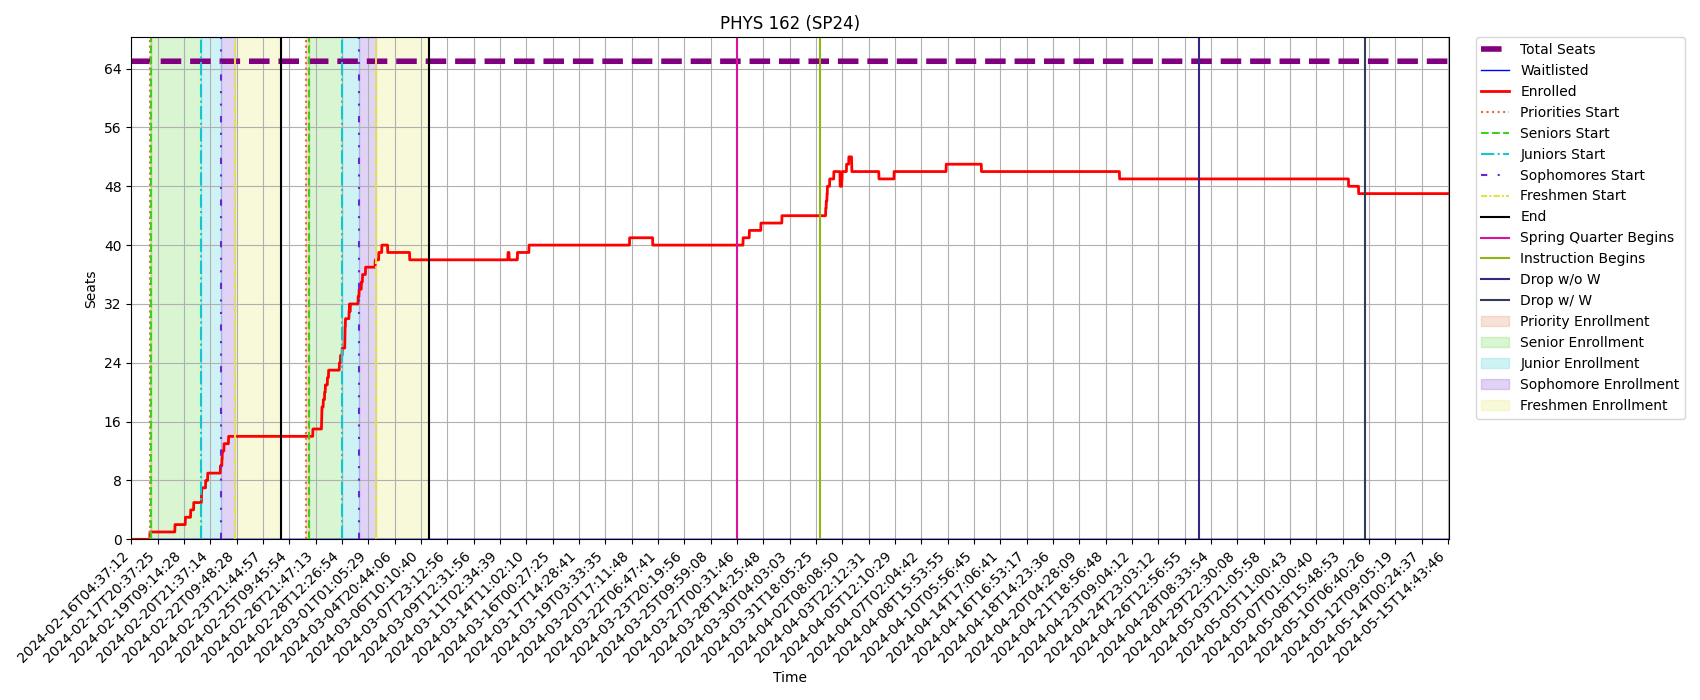 PHYS 162 (SP24)
Seats
64
56
48
40
32
24
16
8
0
2024-02-16T04:37:12
2024-02-17T20:37:25
2024-02-19T09:14:28
2024-02-20T21:37:14
2024-02-22T09:48:28
2024-02-23T21:44:57
2024-02-25T09:45:54
2024-02-26T21:47:13
2024-02-28T12:26:54
2024-03-01T01:05:29
2024-03-04T20:44:06
2024-03-06T10:10:40
2024-03-07T23:12:56
2024-03-09T12:31:56
2024-03-11T02:34:39
2024-03-14T11:02:10
2024-03-16T00:27:25
2024-03-17T14:28:41
2024-03-19T03:33:35
2024-03-20T17:11:48
2024-03-22T06:47:41
2024-03-23T20:19:56
2024-03-25T09:59:08
2024-03-27T00:31:46
2024-03-28T14:25:48
2024-03-30T04:03:03
2024-03-31T18:05:25
2024-04-02T08:08:50
2024-04-03T22:12:31
2024-04-05T12:10:29
2024-04-07T02:04:42
2024-04-08T15:53:55
2024-04-10T05:56:45
2024-04-14T17:06:41
2024-04-16T16:53:17
2024-04-18T14:23:36
2024-04-20T04:28:09
2024-04-21T18:56:48
2024-04-23T09:04:12
2024-04-24T23:03:12
2024-04-26T12:56:55
2024-04-28T08:33:54
2024-04-29T22:30:08
2024-05-03T21:05:58
2024-05-05T11:00:43
2024-05-07T01:00:40
2024-05-08T15:48:53
2024-05-10T06:40:26
2024-05-12T09:05:19
2024-05-14T00:24:37
2024-05-15T14:43:46
Time
Total Seats
Waitlisted
Enrolled
Priorities Start
Seniors Start
Juniors Start
Sophomores Start
Freshmen Start
End
Spring Quarter Begins
Instruction Begins
Drop w/o W
Drop w/ W
Priority Enrollment
Senior Enrollment
Junior Enrollment
Sophomore Enrollment
Freshmen Enrollment